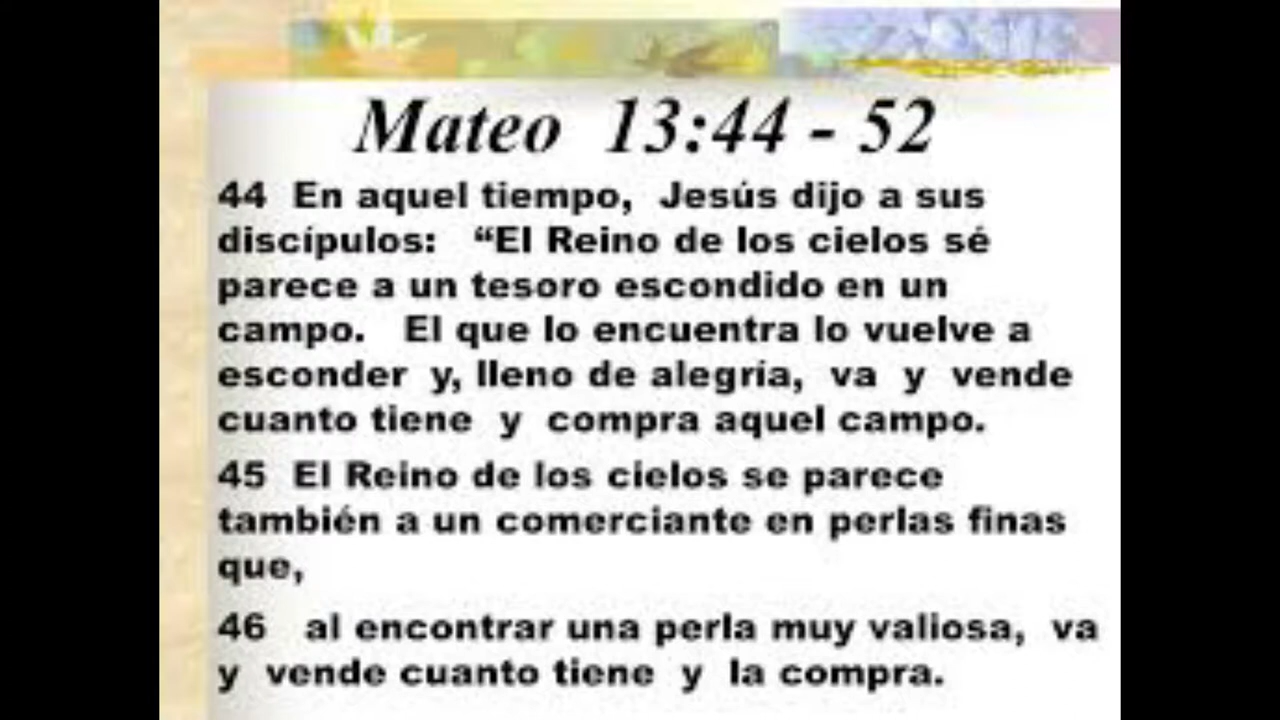 Mateo 13:44 - 52
44 En aquel tiempo, Jesús dijo a sus
discípulos: “El Reino de los cielos sé
parece a un tesoro escondido en un
campo. El que lo encuentra lo vuelve a
esconder y, lleno de alegría, va y vende
cuanto tiene y compra aquel campo.
45 El Reino de los cielos se parece
también a un comerciante en perlas finas
que,
46 al encontrar una perla muy valiosa, va
y vende cuanto tiene y la compra.